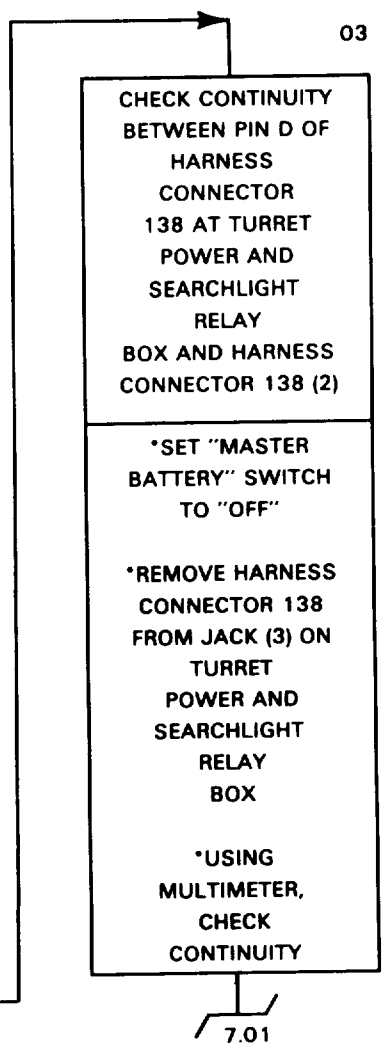 03
CHECK CONTINUITY
BETWEEN PIN D OF
HARNESS
CONNECTOR
138 AT TURRET
POWER AND
SEARCHLIGHT
RELAY
BOX AND HARNESS
CONNECTOR 138 (2)
*SET "MASTER
BATTERY" SWITCH
TO "OFF"
*REMOVE HARNESS
CONNECTOR 138
FROM JACK (3) ON
TURRET
POWER AND
SEARCHLIGHT
RELAY
BOX
*USING
MULTIMETER,
CHECK
CONTINUITY
7.01